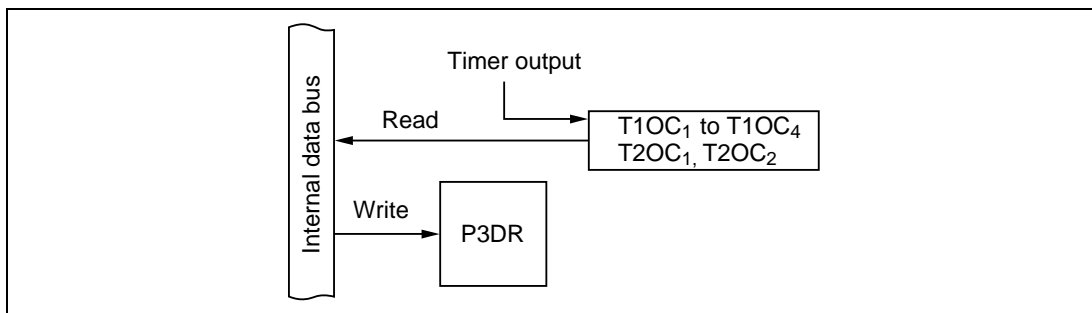 Internal data bus
Timer output
Read
T1OC₁ to T1OC₄
T2OC₁, T2OC₂
Write
P3DR